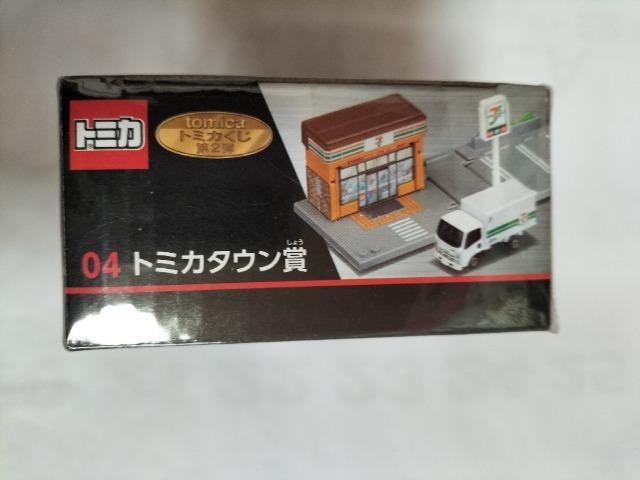 トミカ
tomica
トミカくじ
第2弾
7
04 トミカタウン賞
しょう